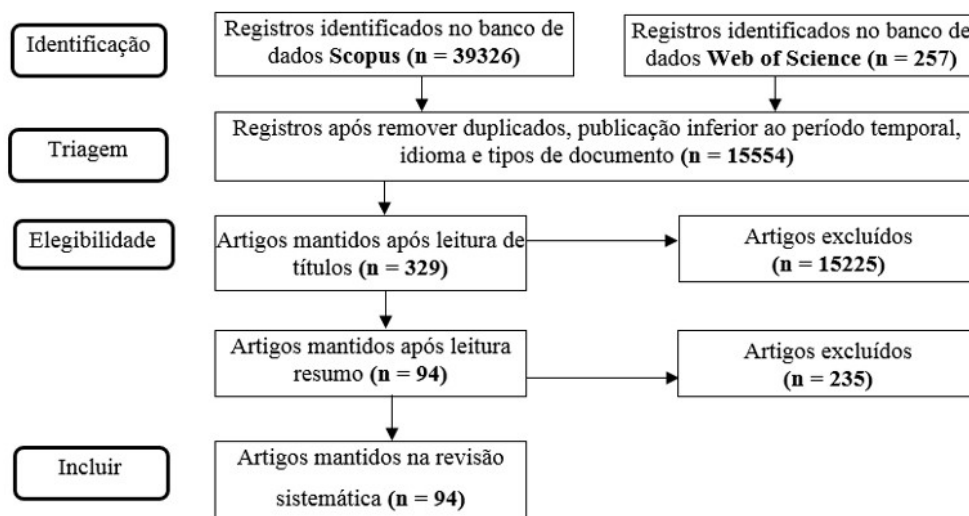 Identificação
Registros identificados no banco de
dados Scopus (n = 39326)
Registros identificados no banco de
dados Web of Science (n = 257)
Triagem
Registros após remover duplicados, publicação inferior ao período temporal,
idioma e tipos de documento (n = 15554)
Elegibilidade
Artigos mantidos após leitura de
títulos (n = 329)
Artigos excluídos
(n = 15225)
Artigos mantidos após leitura
resumo (n = 94)
Artigos excluídos
(n = 235)
Incluir
Artigos mantidos na revisão
sistemática (n = 94)